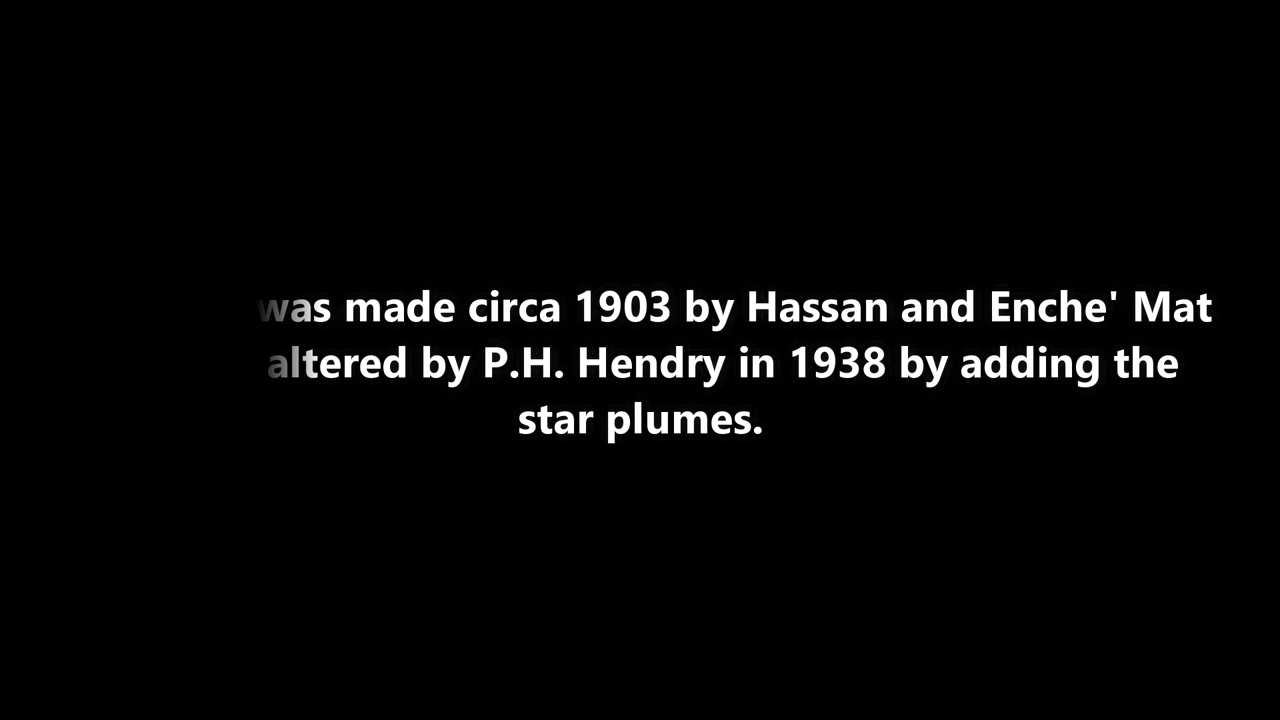 was made circa 1903 by Hassan and Enche' Mat
altered by P.H. Hendry in 1938 by adding the
star plumes.